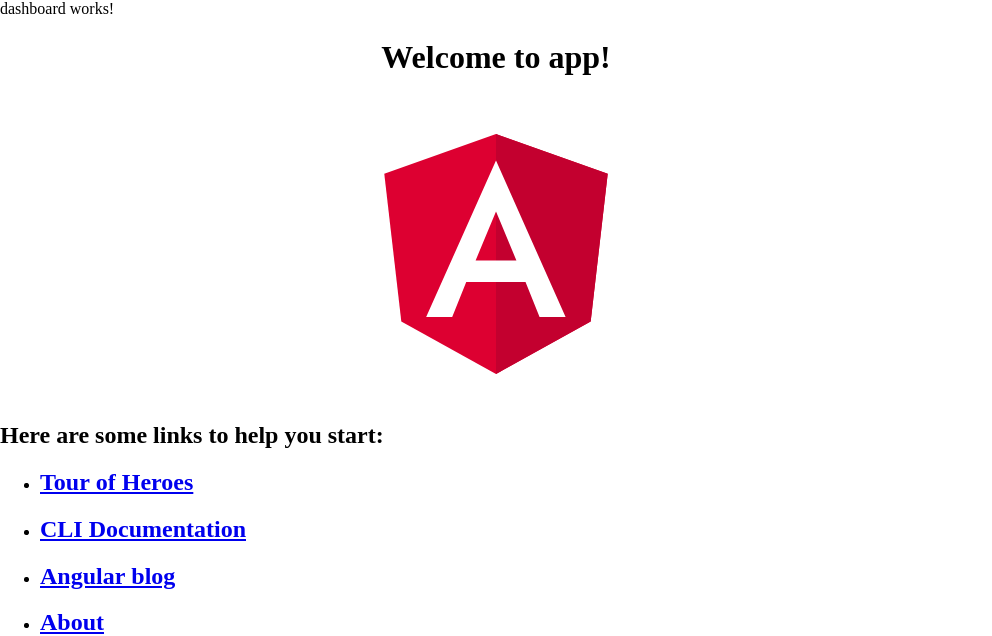 dashboard works!
Welcome to app!
A
Here are some links to help you start:
Tour of Heroes
CLI Documentation
Angular blog
About